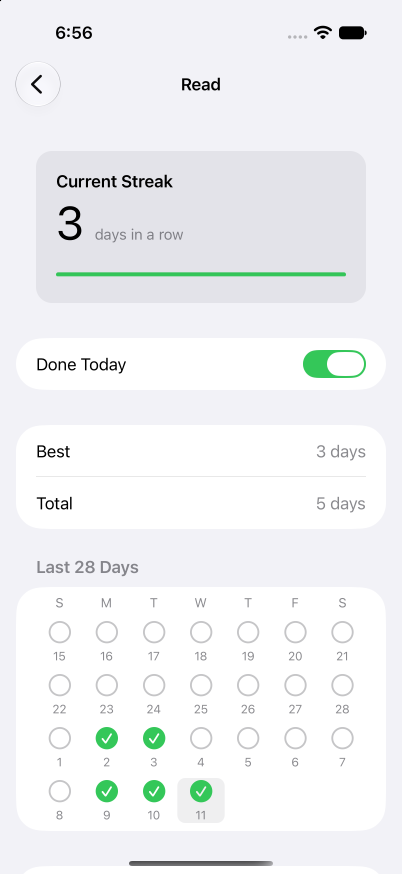 6:56
Read
Current Streak
3 days in a row
Done Today
Best 3 days
Total 5 days
Last 28 Days
S M T W T F S
15 16 17 18 19 20 21
22 23 24 25 26 27 28
1 2 3 4 5 6 7
8 9 10 11